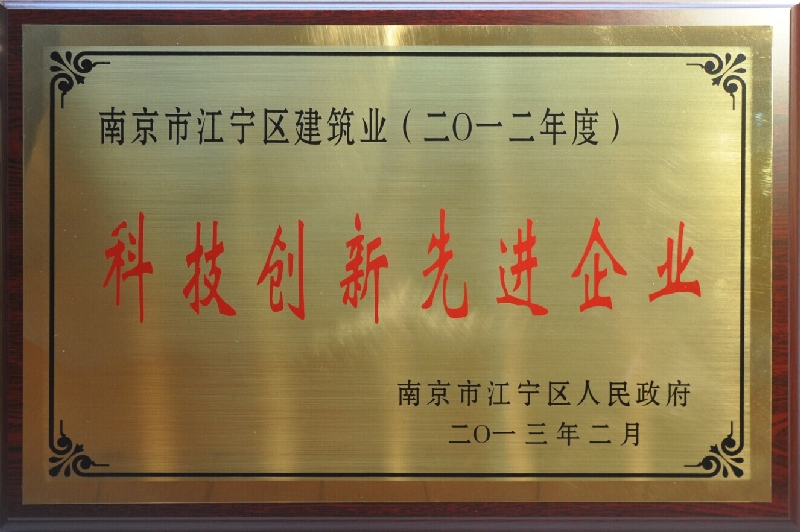 南京市江宁区建筑业（二〇一二年度）
科技创新先进企业
南京市江宁区人民政府
二〇一三年二月